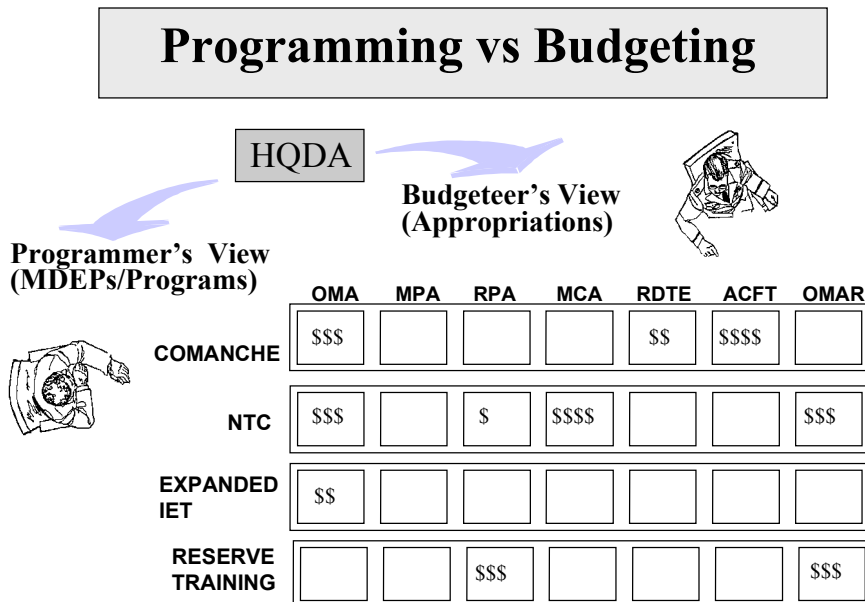 Programming vs Budgeting
HQDA
Budgeteer's View
(Appropriations)
Programmer's View
(MDEPs/Programs)
OMA MPA RPA MCA RDTE ACFT OMAR
COMANCHE $$$ $$ $$$$
NTC $$$ $ $$$$ $$$
EXPANDED
IET $$
RESERVE
TRAINING $$$ $$$